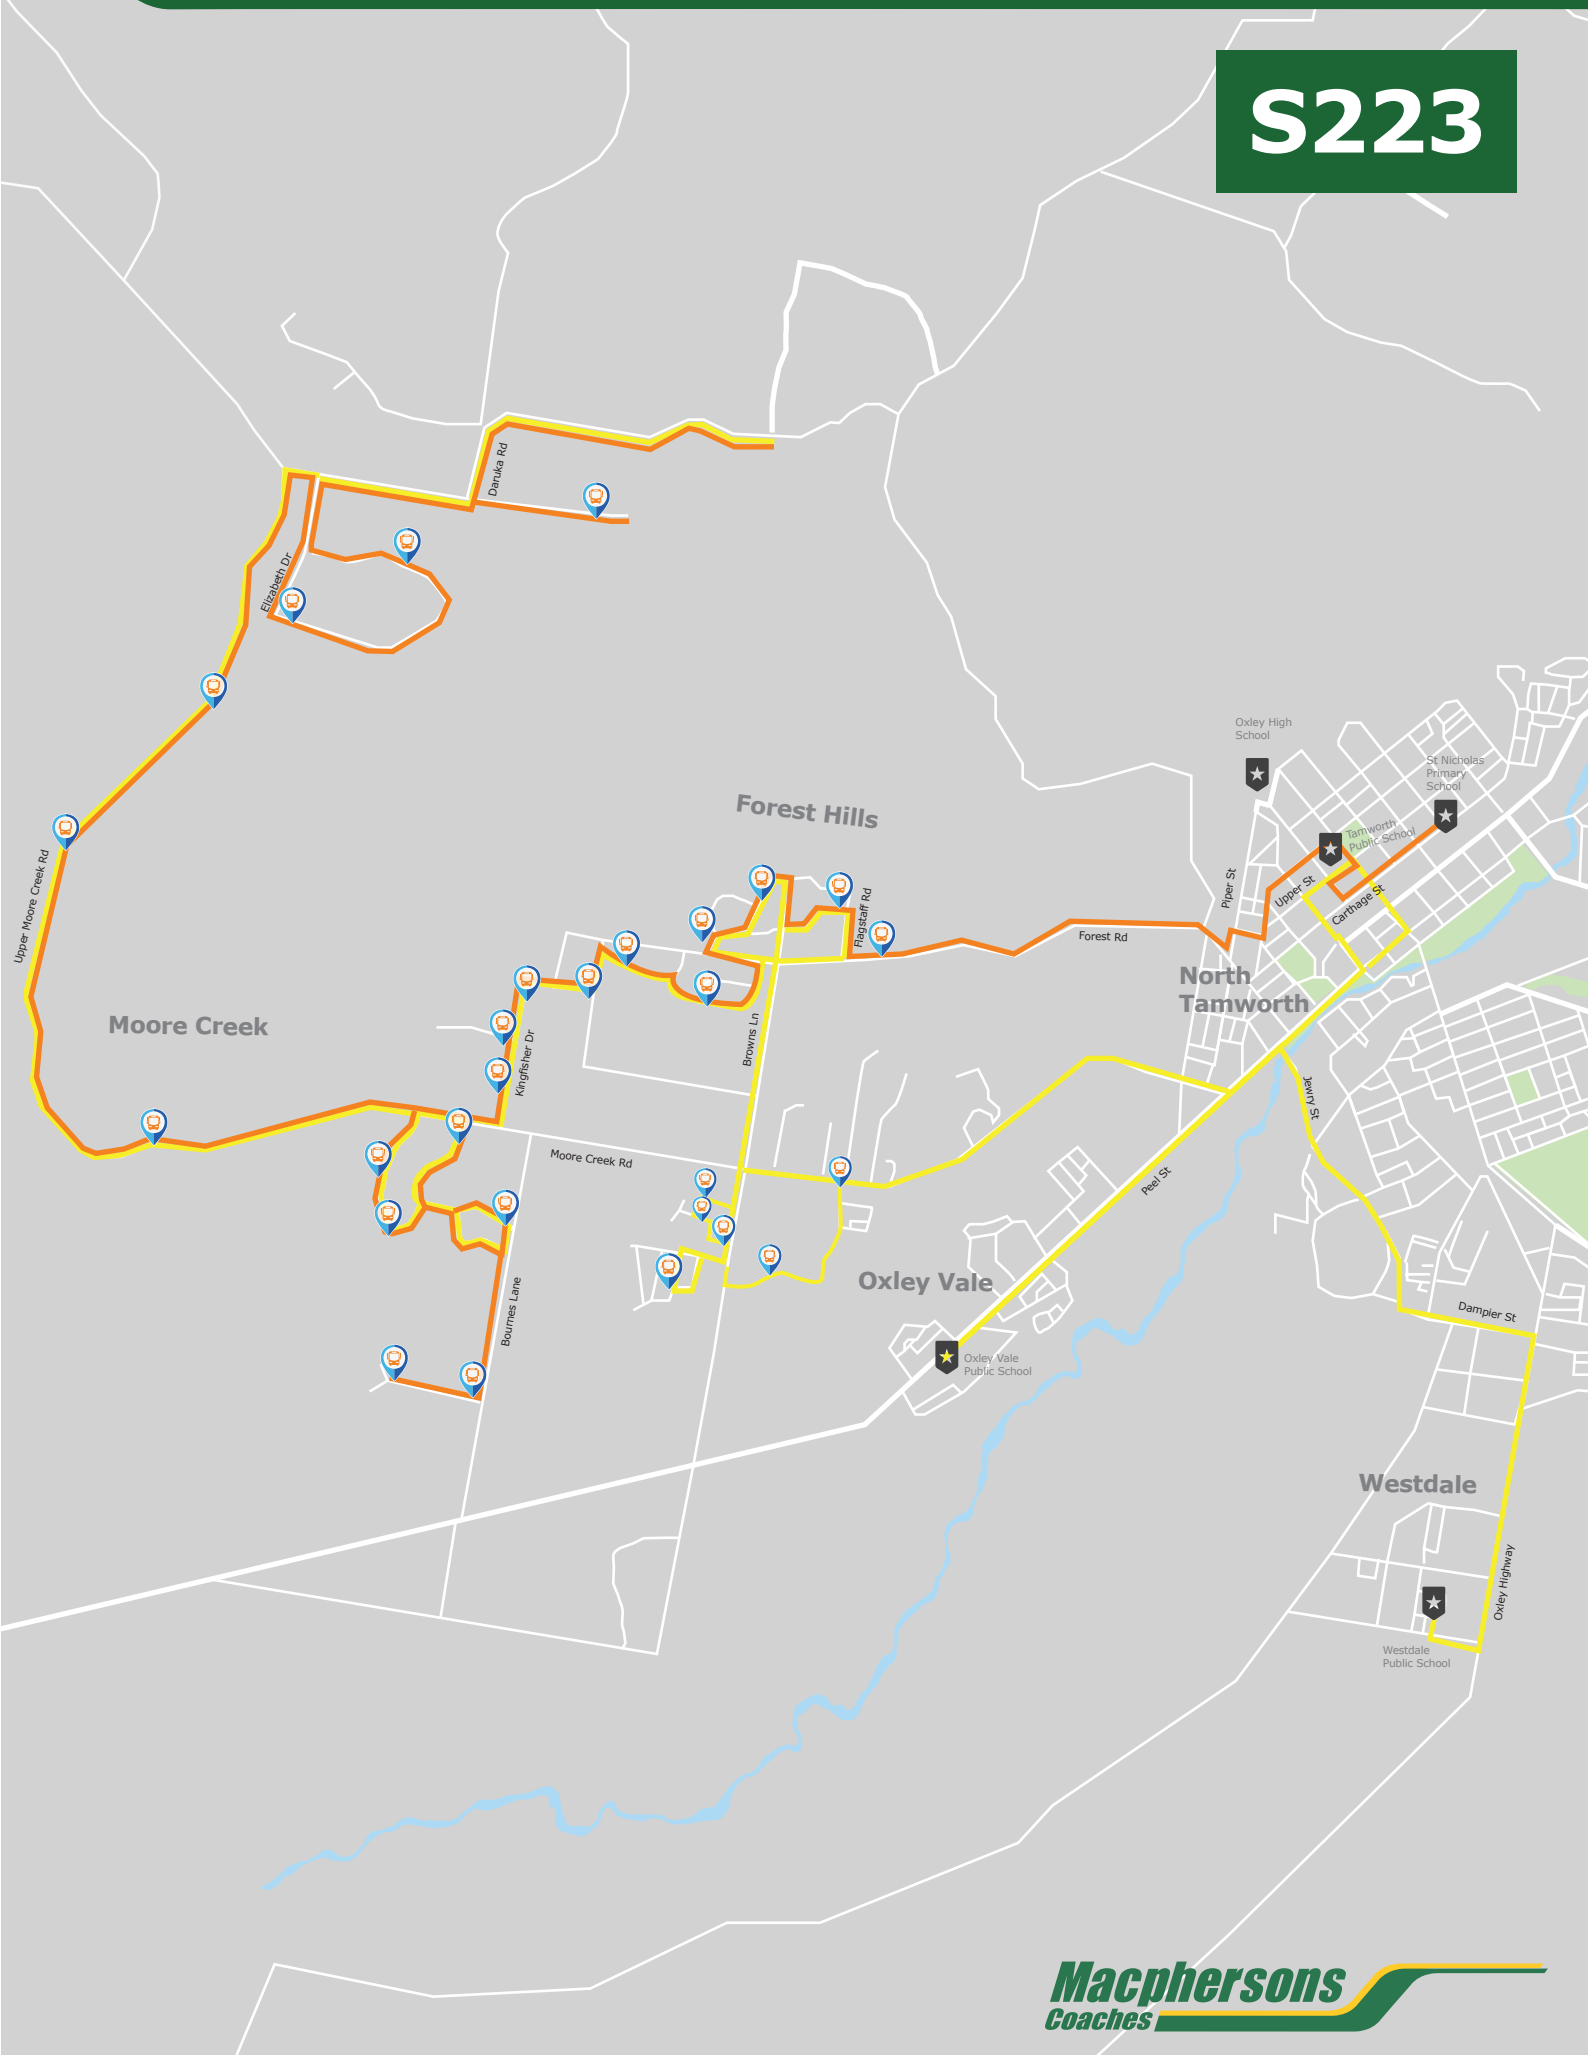 S223
Daruka Rd
Elizabeth Dr
Oxley High
School
St Nicholas
Primary
School
Forest Hills
Tamworth
Public School
Upper Moore Creek Rd
Piper St
Upper St
Carthage St
Flagstaff Rd
Forest Rd
North
Tamworth
Moore Creek
Browns Ln
Kingfisher Dr
Jewry St
Moore Creek Rd
Peel St
Oxley Vale
Bournes Lane
Dampier St
Oxley Vale
Public School
Westdale
Oxley Highway
Westdale
Public School
Macphersons
Coaches